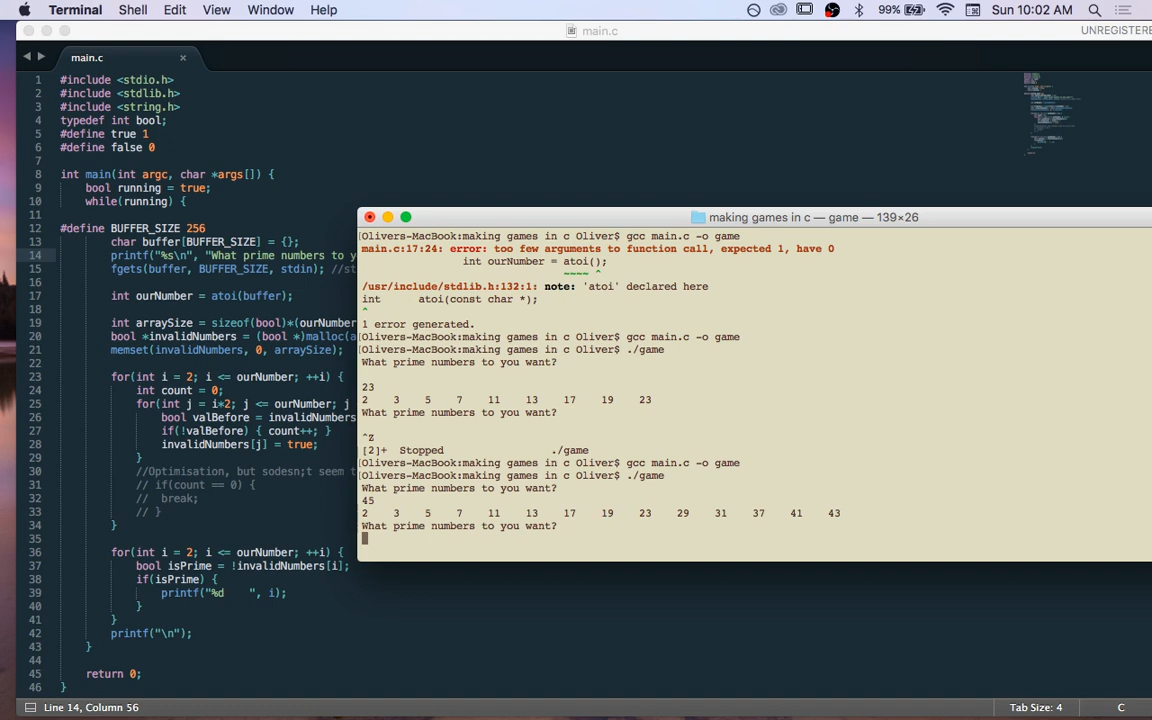 Terminal Shell Edit View Window Help 99% Sun 10:02 AM
main.c UNREGISTERE
main.c ×
1 #include <stdio.h>
2 #include <stdlib.h>
3 #include <string.h>
4 typedef int bool;
5 #define true 1
6 #define false 0
7
8 int main(int argc, char *args[]) {
9 bool running = true;
10 while(running) {
11
12 #define BUFFER_SIZE 256
13 char buffer[BUFFER_SIZE] = {};
14 printf("%s\n", "What prime numbers to y
15 fgets(buffer, BUFFER_SIZE, stdin); //st
16
17 int ourNumber = atoi(buffer);
18
19 int arraySize = sizeof(bool)*(ourNumber
20 bool *invalidNumbers = (bool *)malloc(a
21 memset(invalidNumbers, 0, arraySize);
22
23 for(int i = 2; i <= ourNumber; ++i) {
24 int count = 0;
25 for(int j = i*2; j <= ourNumber; j
26 bool valBefore = invalidNumbers
27 if(!valBefore) { count++; }
28 invalidNumbers[j] = true;
29 }
30 //Optimisation, but sodesn;t seem t
31 // if(count == 0) {
32 // break;
33 // }
34 }
35
36 for(int i = 2; i <= ourNumber; ++i) {
37 bool isPrime = !invalidNumbers[i];
38 if(isPrime) {
39 printf("%d    ", i);
40 }
41 }
42 printf("\n");
43 }
44
45 return 0;
46 }
Line 14, Column 56 Tab Size: 4 C
making games in c — game — 139×26
[Olivers-MacBook:making games in c Oliver$ gcc main.c -o game
main.c:17:24: error: too few arguments to function call, expected 1, have 0
int ourNumber = atoi();
~~~~ ^
/usr/include/stdlib.h:132:1: note: 'atoi' declared here
int atoi(const char *);
^
1 error generated.
[Olivers-MacBook:making games in c Oliver$ gcc main.c -o game
[Olivers-MacBook:making games in c Oliver$ ./game
What prime numbers to you want?
23
2 3 5 7 11 13 17 19 23
What prime numbers to you want?
^Z
[2]+ Stopped ./game
[Olivers-MacBook:making games in c Oliver$ gcc main.c -o game
[Olivers-MacBook:making games in c Oliver$ ./game
What prime numbers to you want?
45
2 3 5 7 11 13 17 19 23 29 31 37 41 43
What prime numbers to you want?